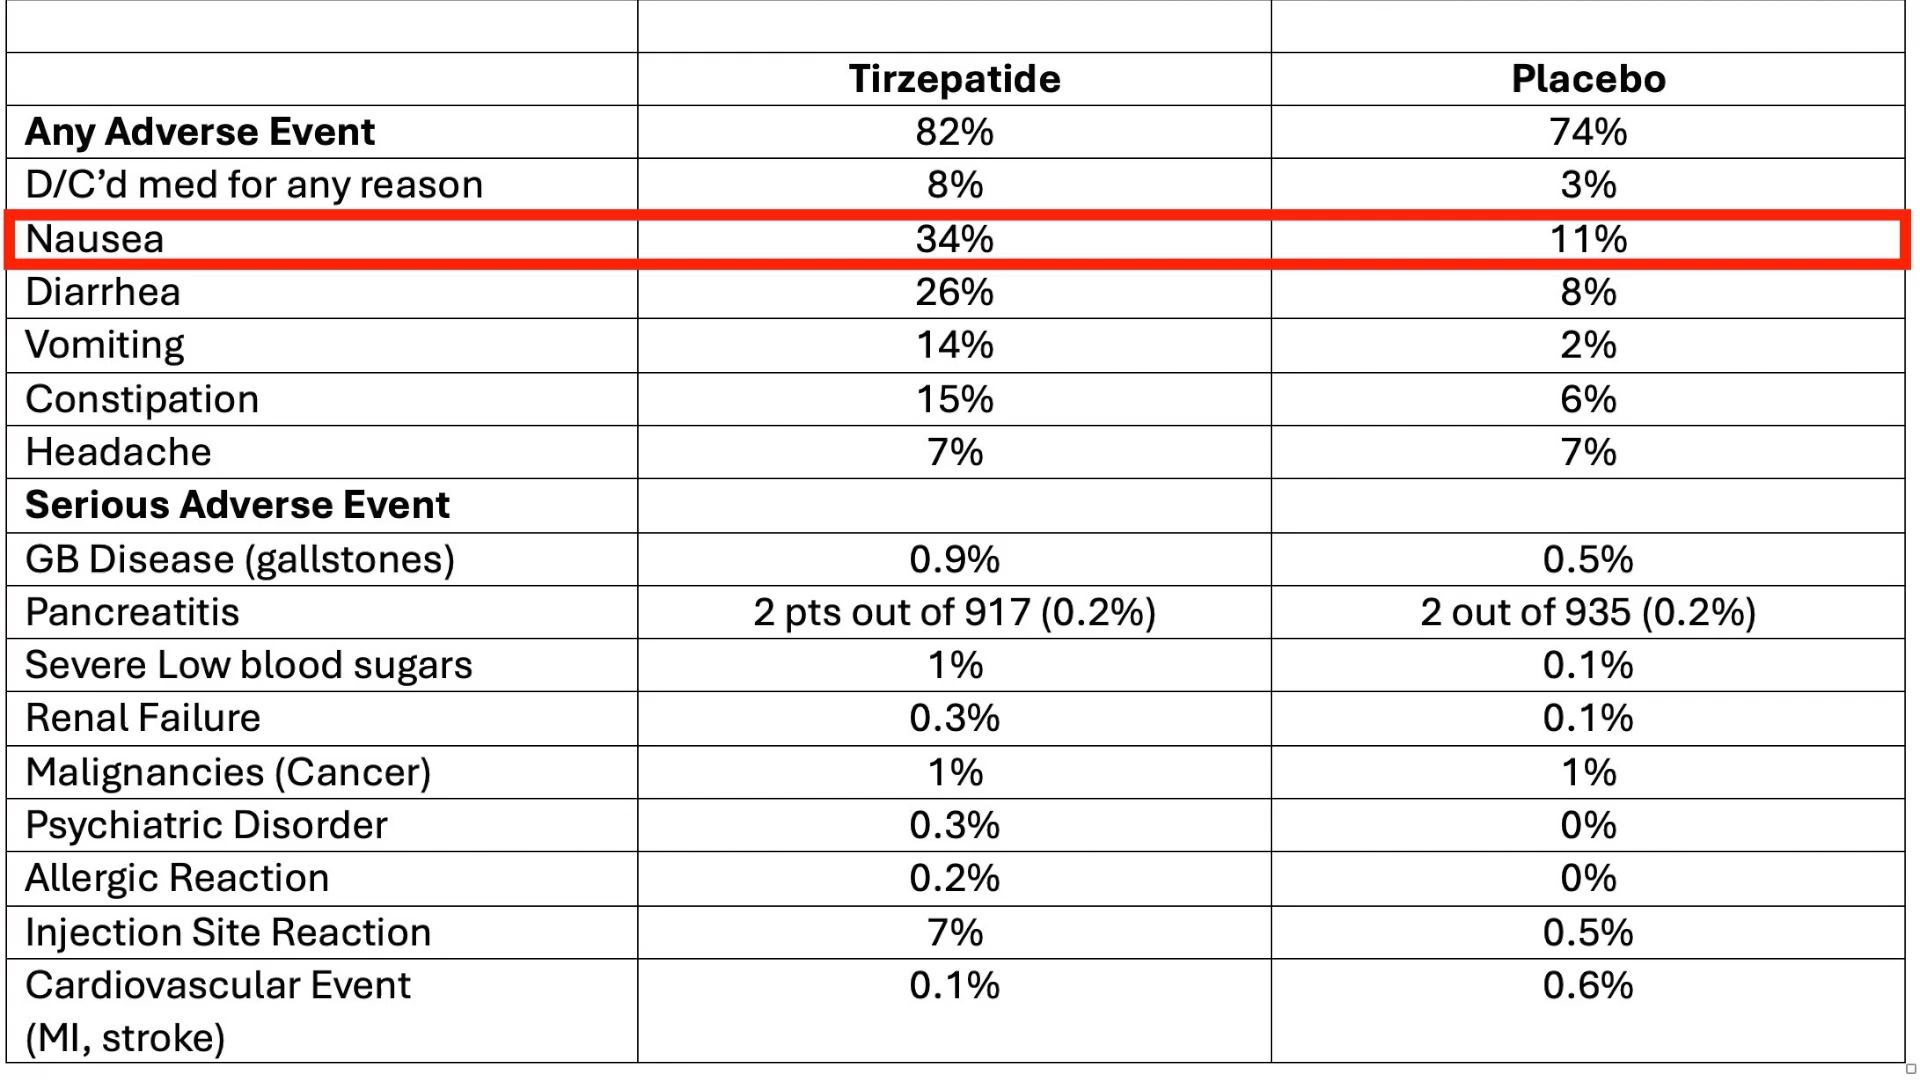 Tirzepatide Placebo
Any Adverse Event 82% 74%
D/C’d med for any reason 8% 3%
Nausea 34% 11%
Diarrhea 26% 8%
Vomiting 14% 2%
Constipation 15% 6%
Headache 7% 7%
Serious Adverse Event
GB Disease (gallstones) 0.9% 0.5%
Pancreatitis 2 pts out of 917 (0.2%) 2 out of 935 (0.2%)
Severe Low blood sugars 1% 0.1%
Renal Failure 0.3% 0.1%
Malignancies (Cancer) 1% 1%
Psychiatric Disorder 0.3% 0%
Allergic Reaction 0.2% 0%
Injection Site Reaction 7% 0.5%
Cardiovascular Event 0.1% 0.6%
(MI, stroke)